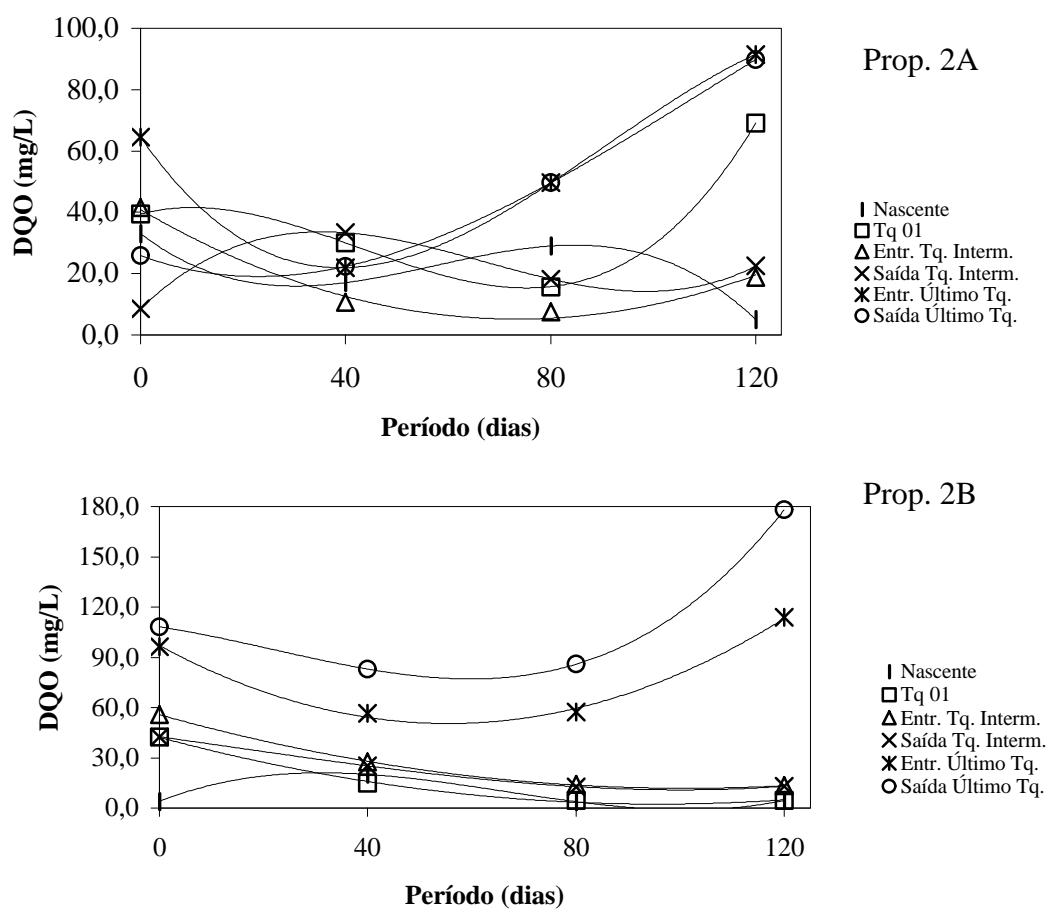 Prop. 2A
DQO (mg/L)
100,0
80,0
60,0
40,0
20,0
0,0
0 40 80 120
Período (dias)
Nascente
Tq 01
Entr. Tq. Interm.
Saída Tq. Interm.
Entr. Último Tq.
Saída Último Tq.
Prop. 2B
DQO (mg/L)
180,0
150,0
120,0
90,0
60,0
30,0
0,0
0 40 80 120
Período (dias)
Nascente
Tq 01
Entr. Tq. Interm.
Saída Tq. Interm.
Entr. Último Tq.
Saída Último Tq.